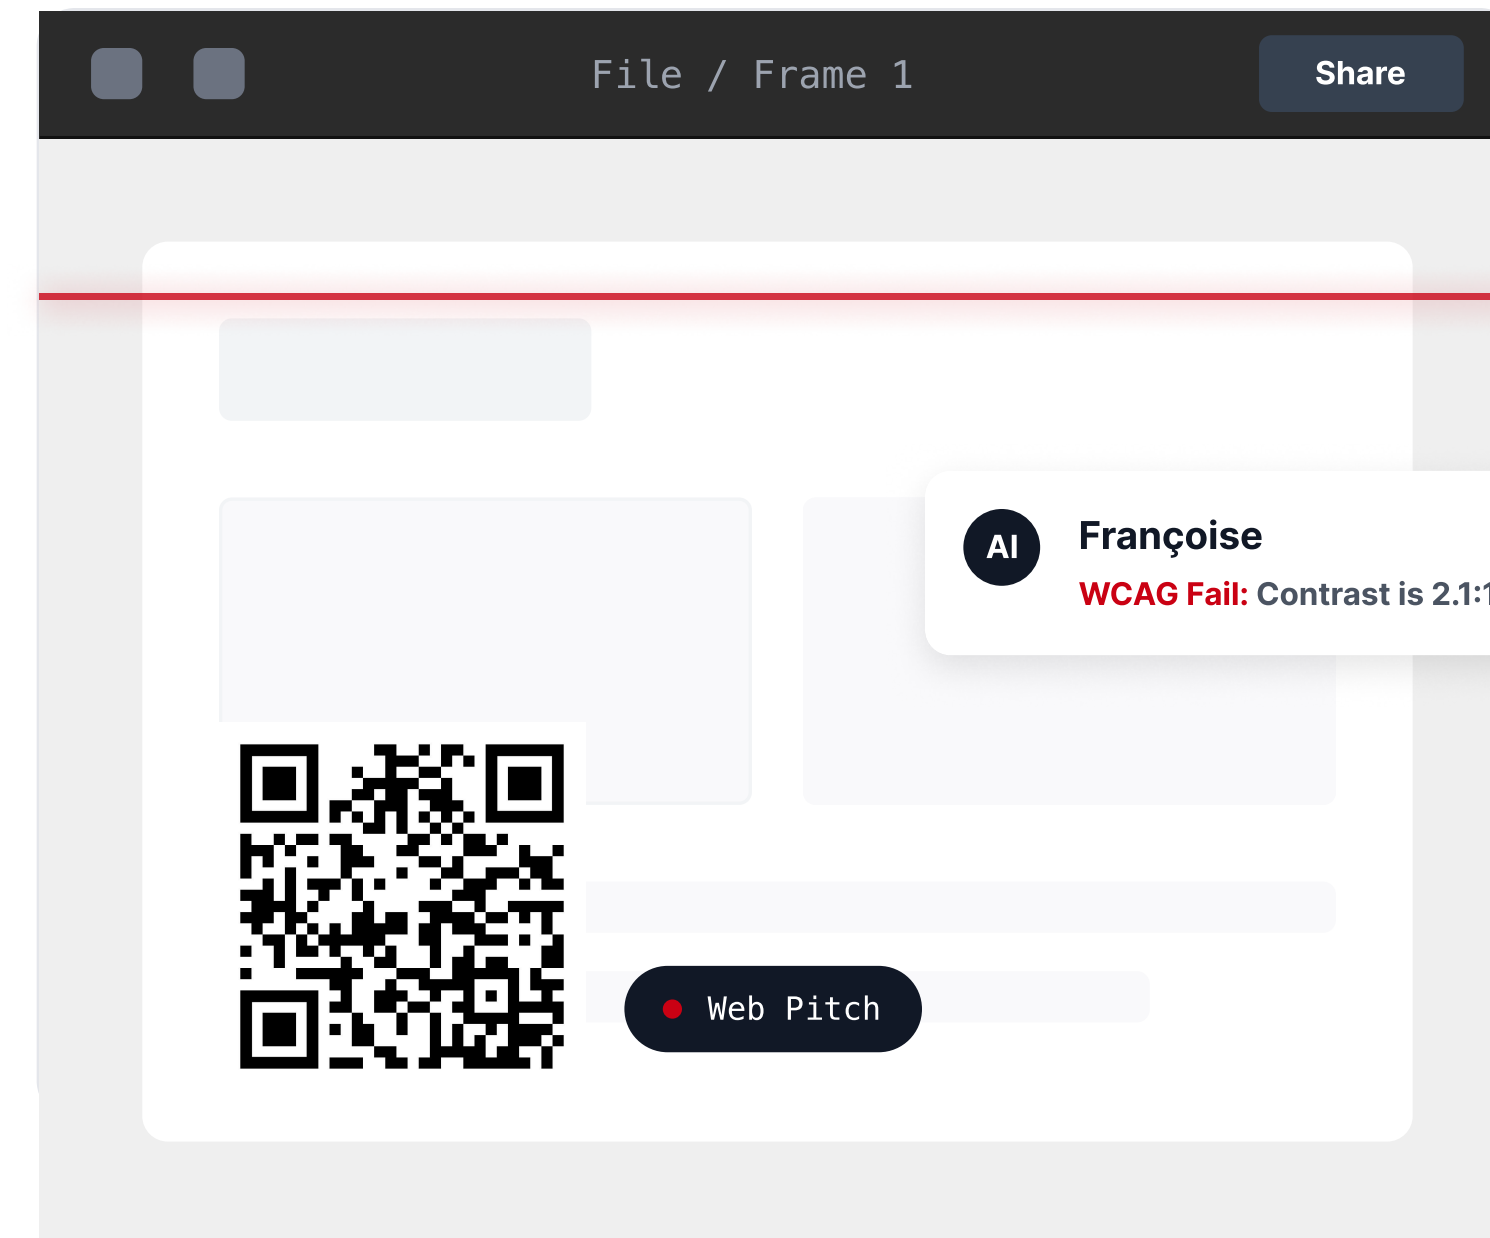 File / Frame 1
Share
AI
Françoise
WCAG Fail: Contrast is 2.1:1
Web Pitch